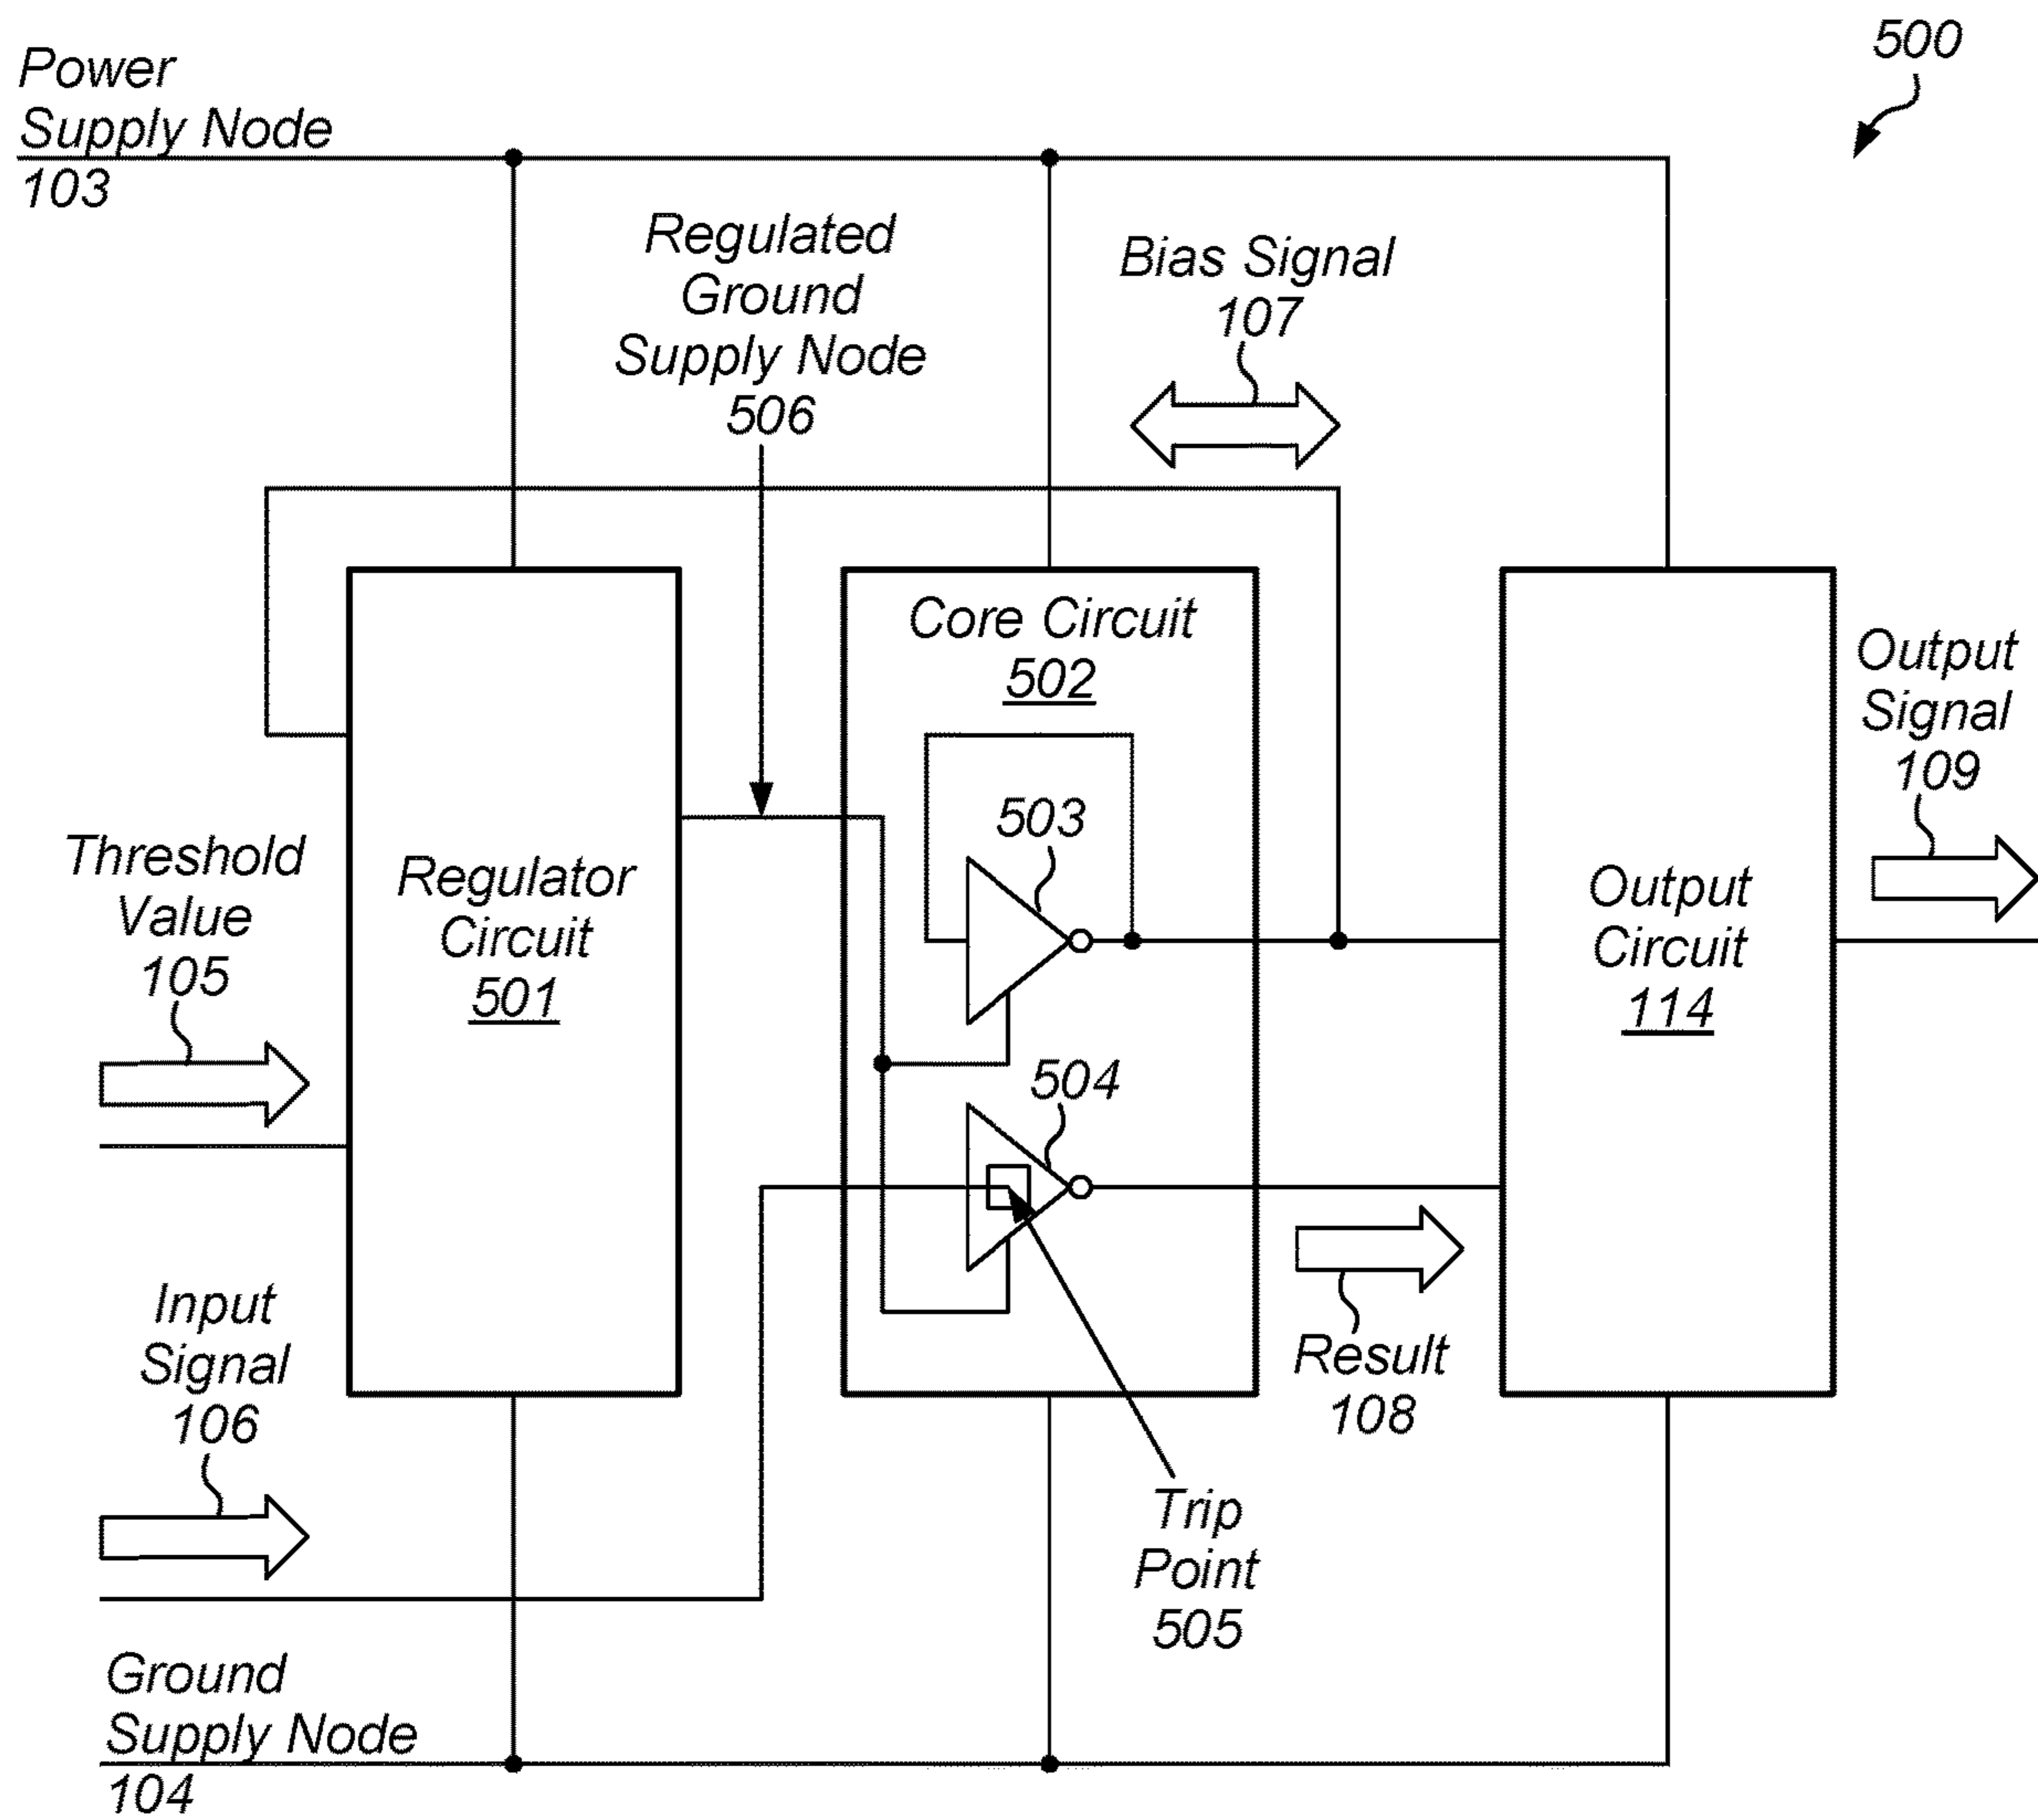 500
Power
Supply Node
103
Regulated
Ground
Supply Node
506
Bias Signal
107
Core Circuit
502
Output
Signal
109
503
Threshold
Value
105
Regulator
Circuit
501
Output
Circuit
114
504
Input
Signal
106
Result
108
Trip
Point
505
Ground
Supply Node
104